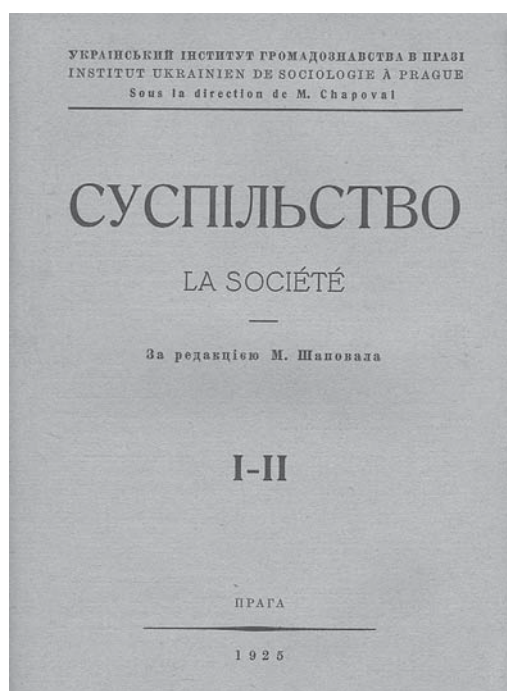 УКРАЇНСЬКИЙ ІНСТИТУТ ГРОМАДОЗНАВСТВА В ПРАЗІ
INSTITUT UKRAINIEN DE SOCIOLOGIE À PRAGUE
Sous la direction de M. Chapoval
СУСПІЛЬСТВО
LA SOCIÉTÉ
За редакцією М. Шаповала
I-II
ПРАГА
1925